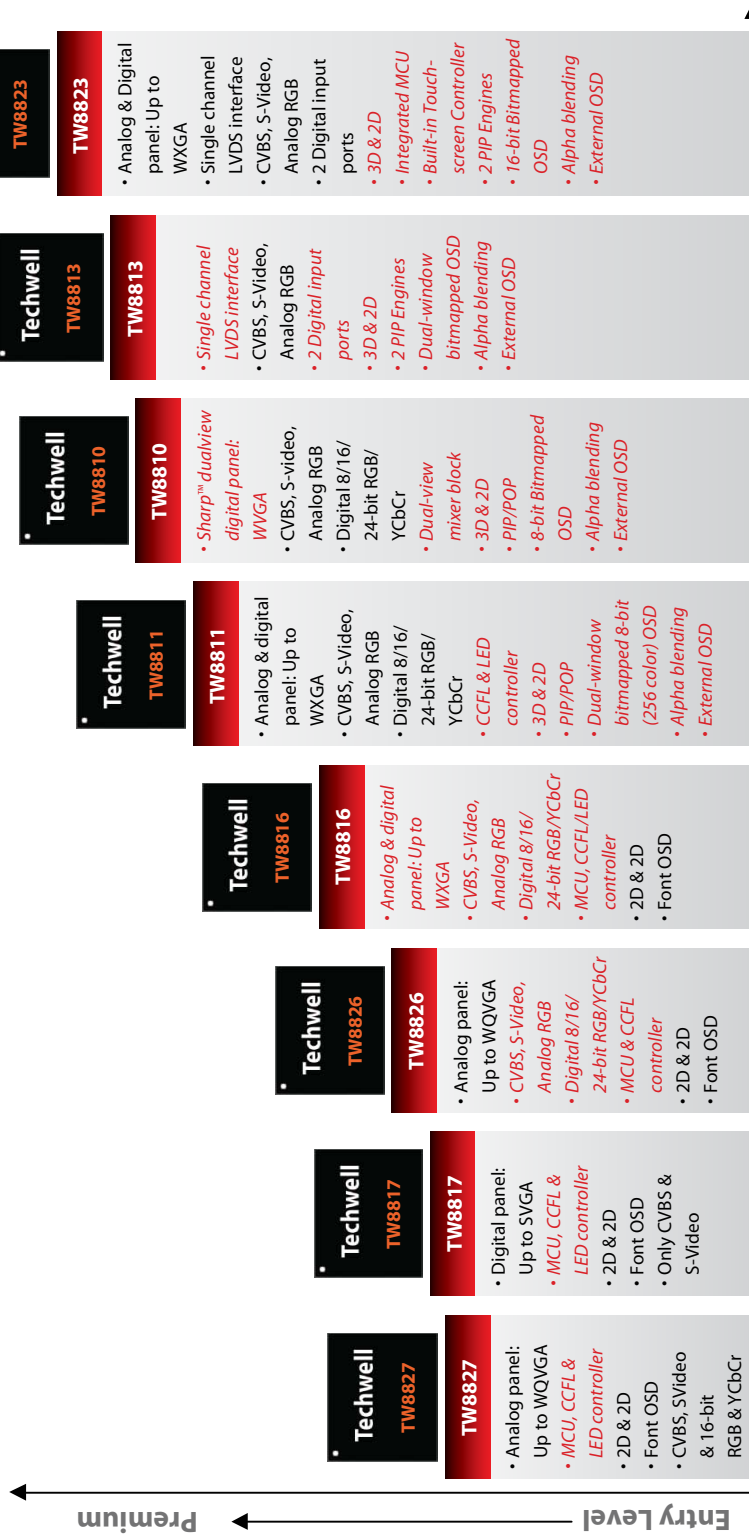 Premium
Entry Level
Techwell
TW8827
TW8827
• Analog panel:
Up to WQVGA
• MCU, CCFL &
LED controller
• 2D & 2D
• Font OSD
• CVBS, SVideo
& 16-bit
RGB & YCbCr
Techwell
TW8817
TW8817
• Digital panel:
Up to SVGA
• MCU, CCFL &
LED controller
• 2D & 2D
• Font OSD
• Only CVBS &
S-Video
Techwell
TW8826
TW8826
• Analog panel:
Up to WQVGA
• CVBS, S-Video,
Analog RGB
• Digital 8/16/
24-bit RGB/YCbCr
• MCU & CCFL
controller
• 2D & 2D
• Font OSD
Techwell
TW8816
TW8816
• Analog & digital
panel: Up to
WXGA
• CVBS, S-Video,
Analog RGB
• Digital 8/16/
24-bit RGB/YCbCr
• MCU, CCFL/LED
controller
• 2D & 2D
• Font OSD
Techwell
TW8811
TW8811
• Analog & digital
panel: Up to
WXGA
• CVBS, S-Video,
Analog RGB
• Digital 8/16/
24-bit RGB/
YCbCr
• CCFL & LED
controller
• 3D & 2D
• PIP/POP
• Dual-window
bitmapped 8-bit
(256 color) OSD
• Alpha blending
• External OSD
Techwell
TW8810
TW8810
• Sharp™ dualview
digital panel:
WVGA
• CVBS, S-video,
Analog RGB
• Digital 8/16/
24-bit RGB/
YCbCr
• Dual-view
mixer block
• 3D & 2D
• PIP/POP
• 8-bit Bitmapped
OSD
• Alpha blending
• External OSD
Techwell
TW8813
TW8813
• Single channel
LVDS interface
• CVBS, S-Video,
Analog RGB
• 2 Digital input
ports
• 3D & 2D
• 2 PIP Engines
• Dual-window
bitmapped OSD
• Alpha blending
• External OSD
TW8823
TW8823
• Analog & Digital
panel: Up to
WXGA
• Single channel
LVDS interface
• CVBS, S-Video,
Analog RGB
• 2 Digital input
ports
• 3D & 2D
• Integrated MCU
• Built-in Touch-
screen Controller
• 2 PIP Engines
• 16-bit Bitmapped
OSD
• Alpha blending
• External OSD